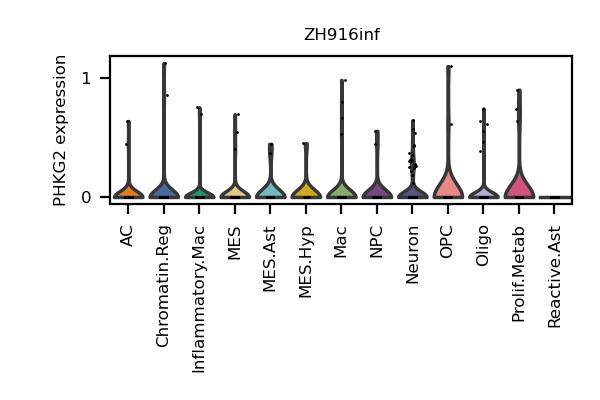 ZH916inf
PHKG2 expression
1
0
AC
Chromatin.Reg
Inflammatory.Mac
MES
MES.Ast
MES.Hyp
Mac
NPC
Neuron
OPC
Oligo
Prolif.Metab
Reactive.Ast